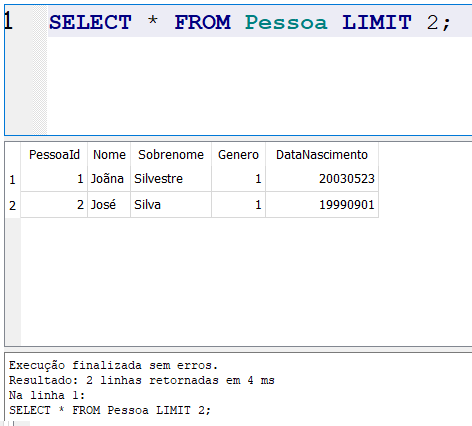 1 SELECT * FROM Pessoa LIMIT 2;
PessoaId Nome Sobrenome Genero DataNascimento
1 1 Joãna Silvestre 1 20030523
2 2 José Silva 1 19990901
Execução finalizada sem erros.
Resultado: 2 linhas retornadas em 4 ms
Na linha 1:
SELECT * FROM Pessoa LIMIT 2;